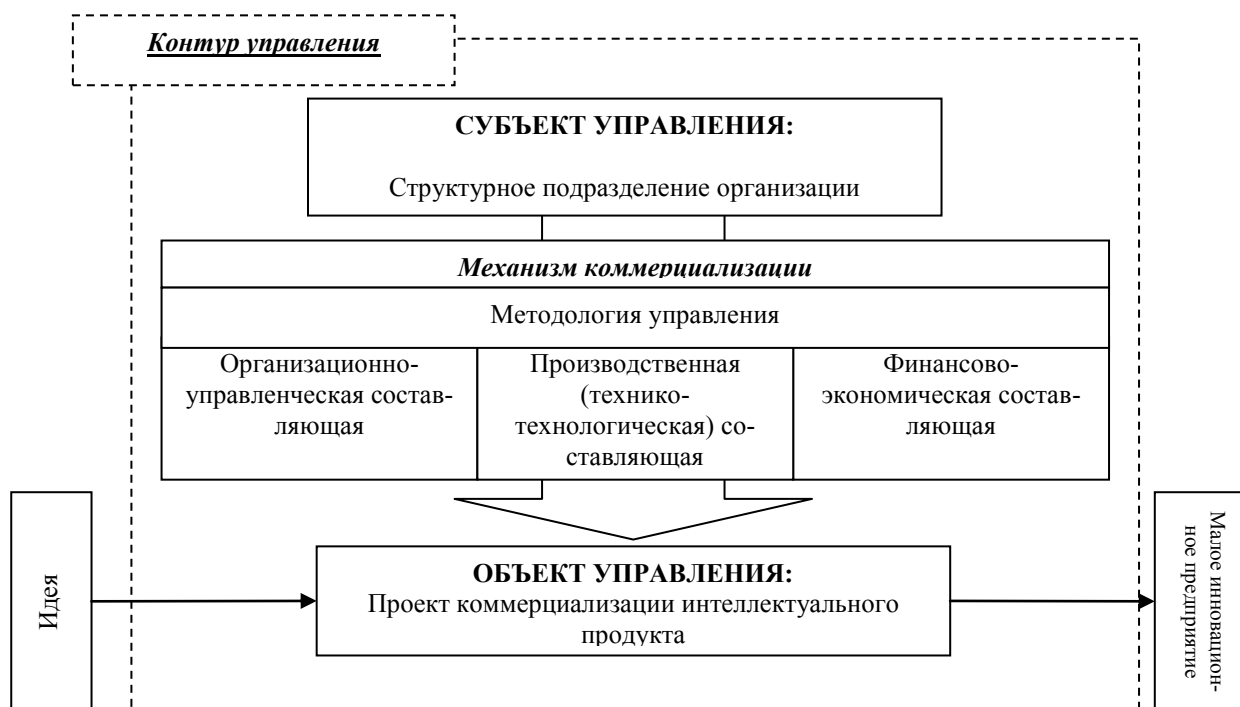 Контур управления
СУБЪЕКТ УПРАВЛЕНИЯ:
Структурное подразделение организации
Механизм коммерциализации
Методология управления
Организационно-
управленческая состав-
ляющая
Производственная
(технико-
технологическая) со-
ставляющая
Финансово-
экономическая состав-
ляющая
Идея
ОБЪЕКТ УПРАВЛЕНИЯ:
Проект коммерциализации интеллектуального
продукта
Малое инновацион-
ное предприятие